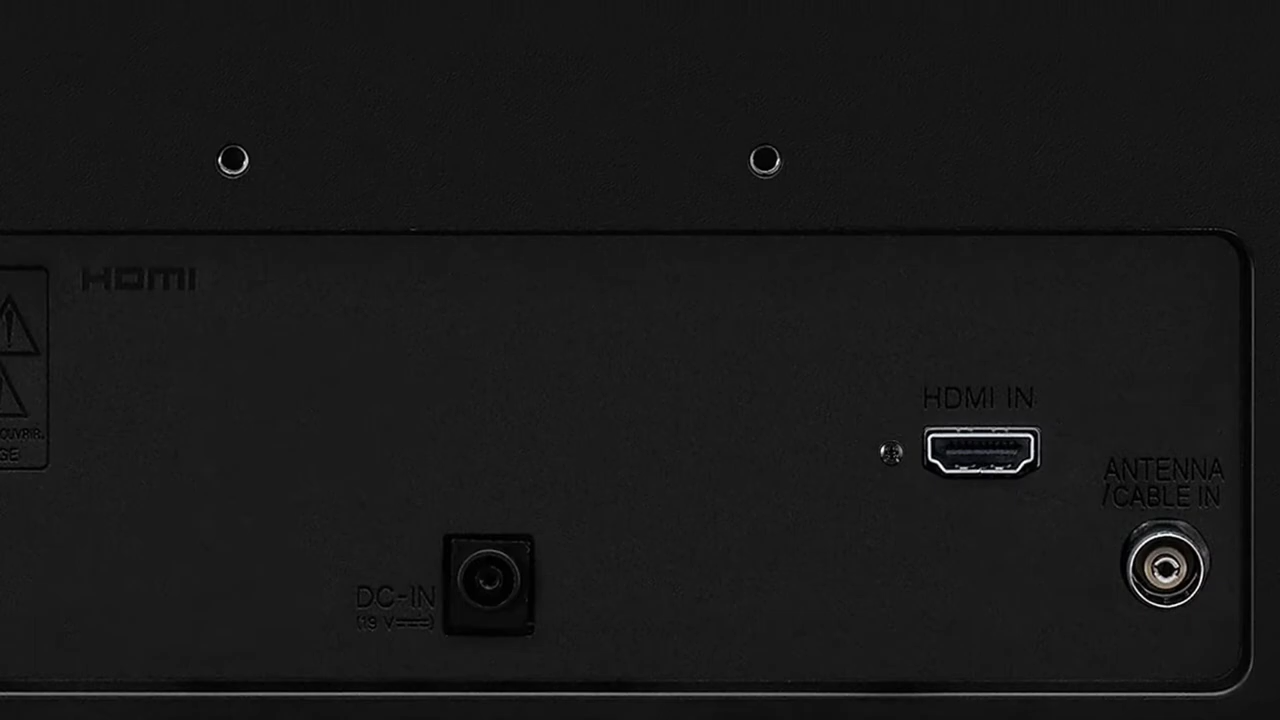 HDMI
OUVRIR.
GE
HDMI IN
ANTENNA
/CABLE IN
DC-IN
(19 V⎓)